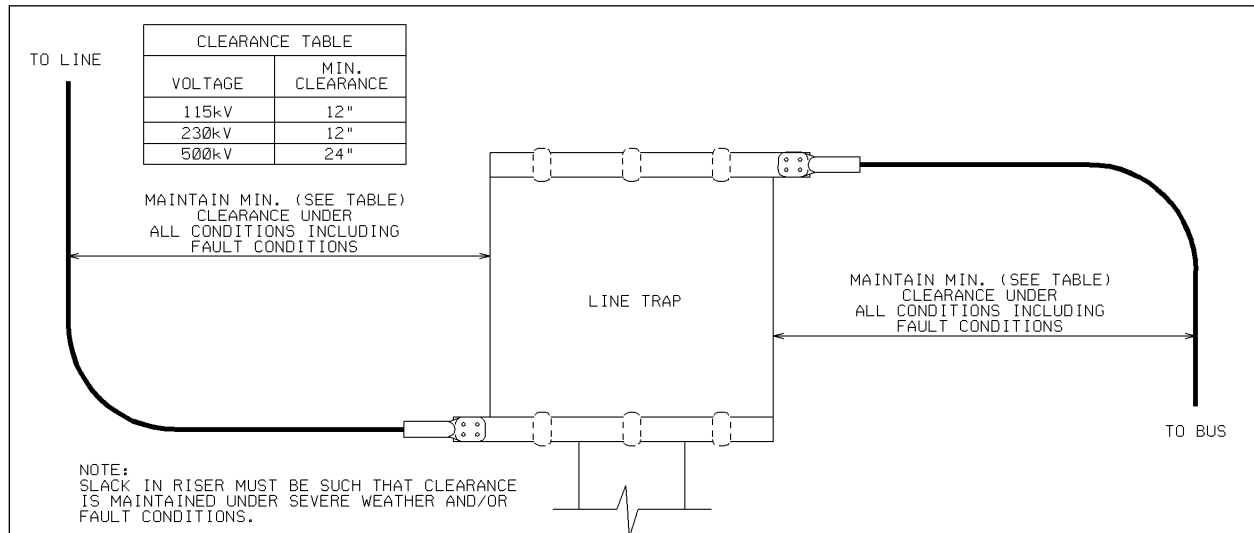 TO LINE
CLEARANCE TABLE
VOLTAGE MIN. CLEARANCE
115kV 12"
230kV 12"
500kV 24"
MAINTAIN MIN. (SEE TABLE)
CLEARANCE UNDER
ALL CONDITIONS INCLUDING
FAULT CONDITIONS
LINE TRAP
MAINTAIN MIN. (SEE TABLE)
CLEARANCE UNDER
ALL CONDITIONS INCLUDING
FAULT CONDITIONS
TO BUS
NOTE:
SLACK IN RISER MUST BE SUCH THAT CLEARANCE
IS MAINTAINED UNDER SEVERE WEATHER AND/OR
FAULT CONDITIONS.